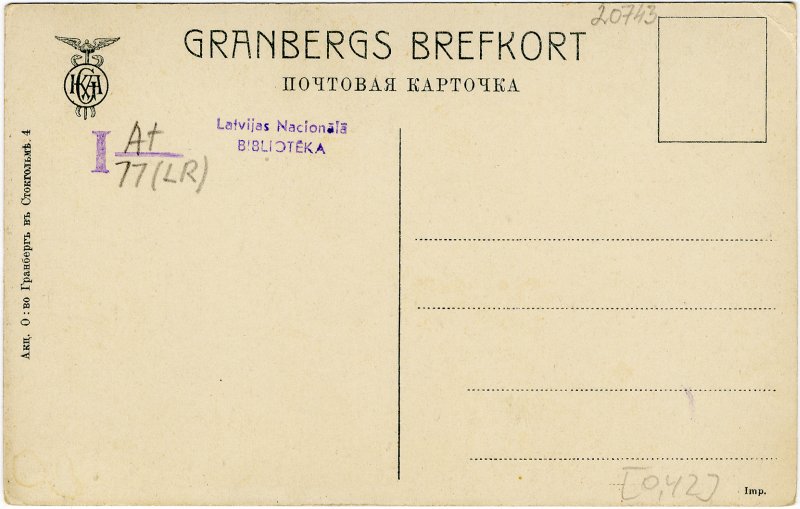 20743
GRANBERGS BREFKORT
ПОЧТОВАЯ КАРТОЧКА
Latvijas Nacionālā
BIBLIOTĒKA
I At
77(LR)
Акц. О:во Гранбергъ въ Стокгольмѣ. 4
[0,42]
Imp.